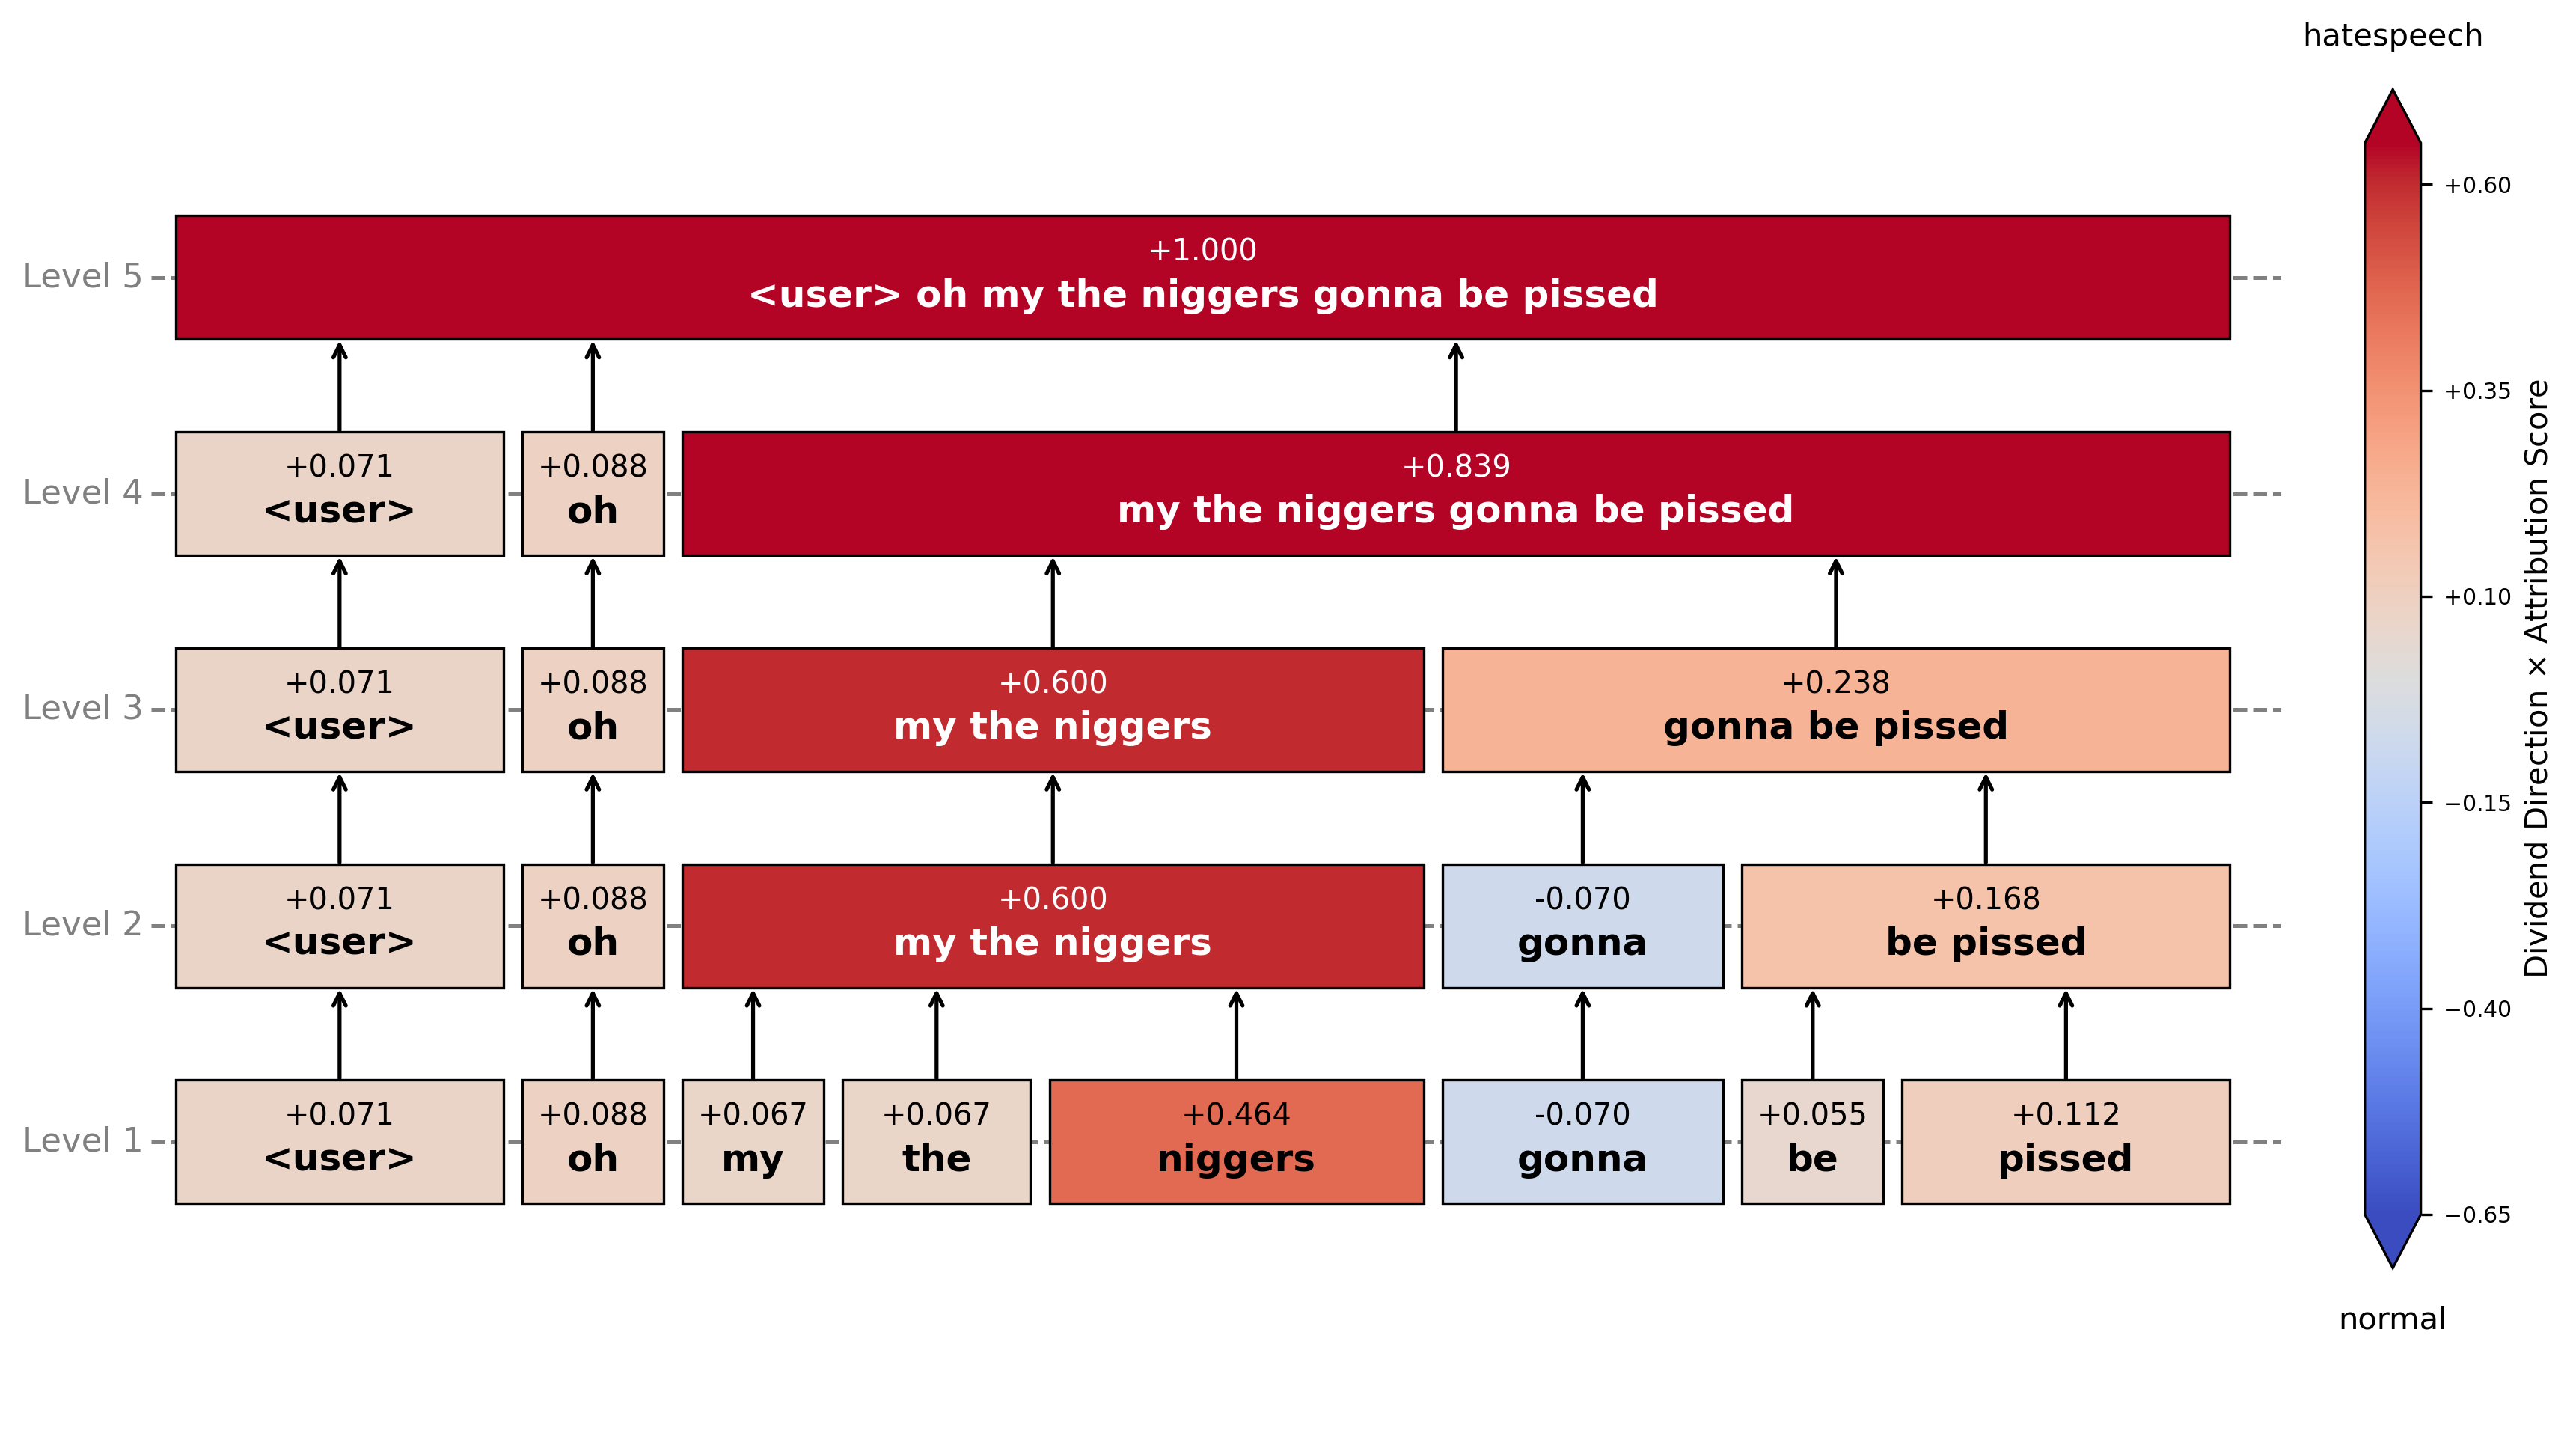 hatespeech
Level 5
+1.000
<user> oh my the niggers gonna be pissed
Level 4
+0.071
<user>
+0.088
oh
+0.839
my the niggers gonna be pissed
Level 3
+0.071
<user>
+0.088
oh
+0.600
my the niggers
+0.238
gonna be pissed
Level 2
+0.071
<user>
+0.088
oh
+0.600
my the niggers
-0.070
gonna
+0.168
be pissed
Level 1
+0.071
<user>
+0.088
oh
+0.067
my
+0.067
the
+0.464
niggers
-0.070
gonna
+0.055
be
+0.112
pissed
+0.60
+0.35
+0.10
−0.15
−0.40
−0.65
Dividend Direction × Attribution Score
normal